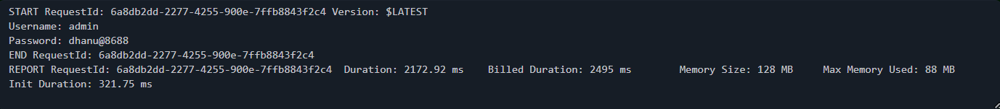 START RequestId: 6a8db2dd-2277-4255-900e-7ffb8843f2c4 Version: $LATEST
Username: admin
Password: dhanu@8688
END RequestId: 6a8db2dd-2277-4255-900e-7ffb8843f2c4
REPORT RequestId: 6a8db2dd-2277-4255-900e-7ffb8843f2c4  Duration: 2172.92 ms    Billed Duration: 2495 ms        Memory Size: 128 MB     Max Memory Used: 88 MB
Init Duration: 321.75 ms